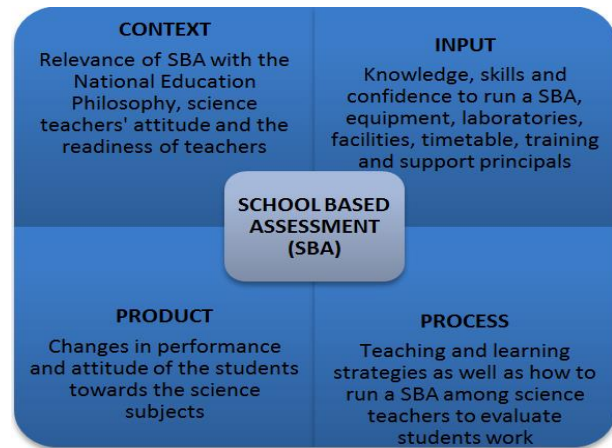 CONTEXT
Relevance of SBA with the
National Education
Philosophy, science
teachers' attitude and the
readiness of teachers
INPUT
Knowledge, skills and
confidence to run a SBA,
equipment, laboratories,
facilities, timetable, training
and support principals
SCHOOL BASED
ASSESSMENT
(SBA)
PRODUCT
Changes in performance
and attitude of the students
towards the science
subjects
PROCESS
Teaching and learning
strategies as well as how to
run a SBA among science
teachers to evaluate
students work